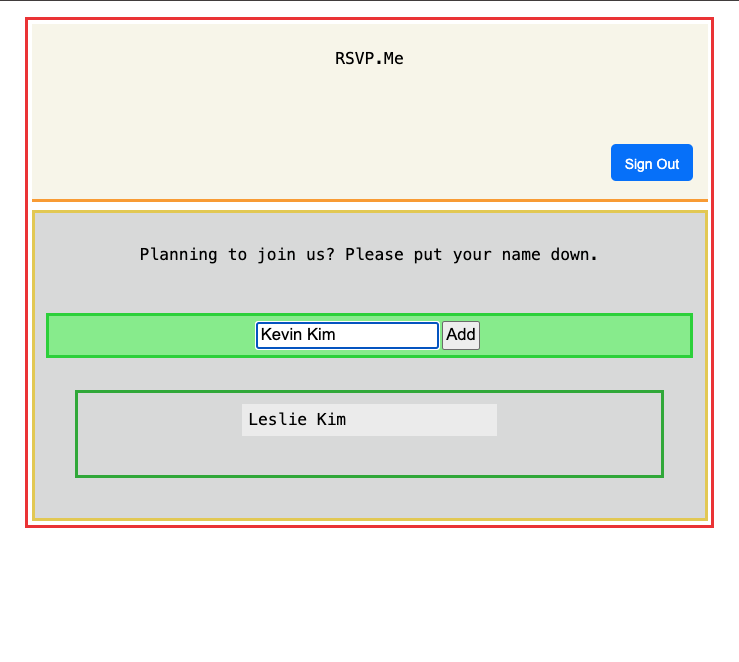 RSVP.Me
Sign Out
Planning to join us? Please put your name down.
Kevin Kim Add
Leslie Kim